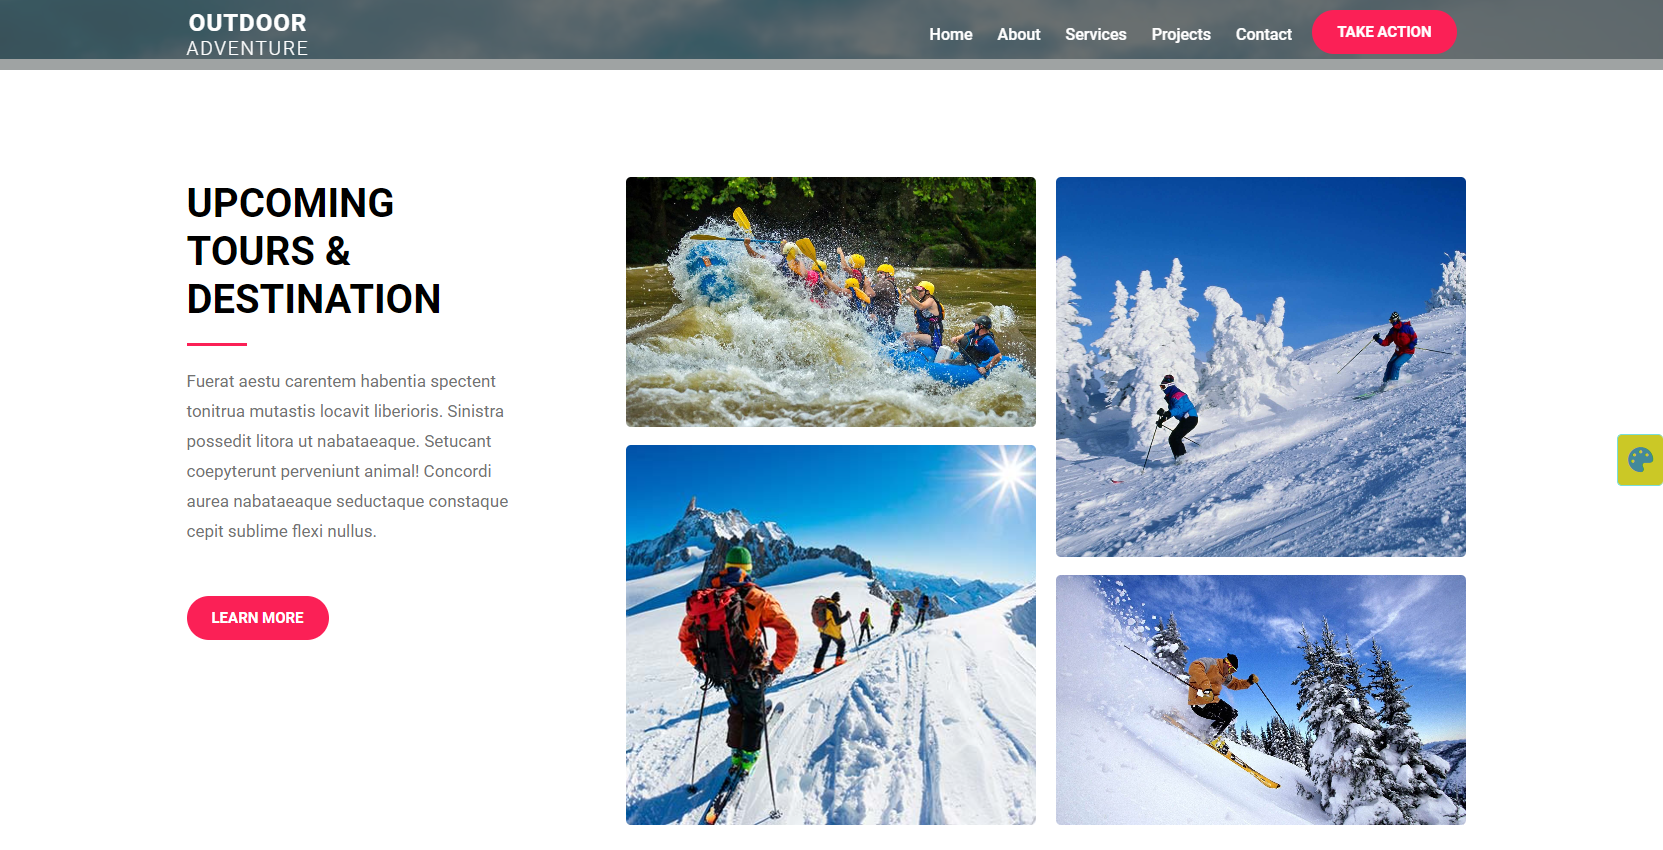 OUTDOOR
ADVENTURE
Home About Services Projects Contact TAKE ACTION
UPCOMING
TOURS &
DESTINATION
Fuerat aestu carentem habentia spectent
tonitrua mutastis locavit liberioris. Sinistra
possedit litora ut nabataeaque. Setucant
coepyterunt perveniunt animal! Concordi
aurea nabataeaque seductaque constaque
cepit sublime flexi nullus.
LEARN MORE